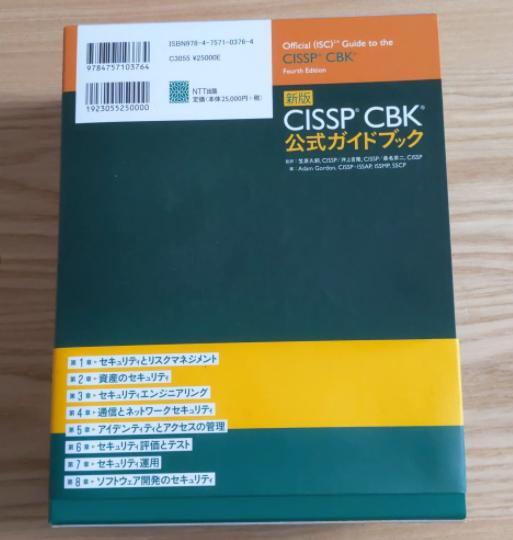 ISBN978-4-7571-0376-4
C3055 ¥25000E
9784757103764
NTT出版
定価(本体25,000円+税)
1923055250000
Official (ISC)²™ Guide to the
CISSP® CBK®
Fourth Edition
新版
CISSP® CBK®
公式ガイドブック
Adam Gordon, CISSP-ISSAP, ISSMP, SSCP
第1章・セキュリティとリスクマネジメント
第2章・資産のセキュリティ
第3章・セキュリティエンジニアリング
第4章・通信とネットワークセキュリティ
第5章・アイデンティティとアクセスの管理
第6章・セキュリティ評価とテスト
第7章・セキュリティ運用
第8章・ソフトウェア開発のセキュリティ